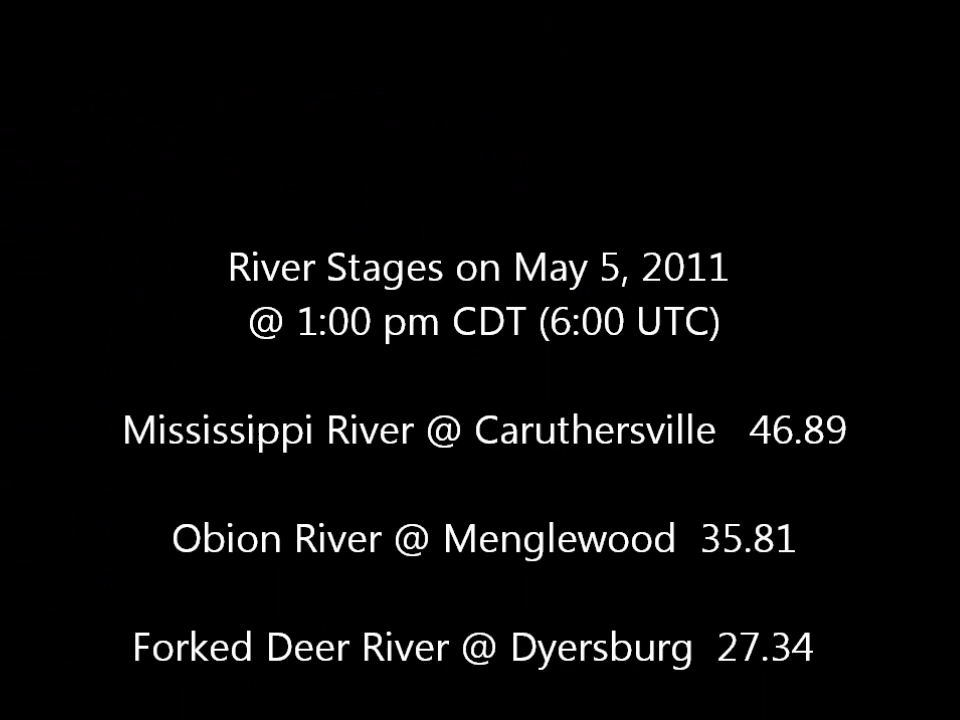 River Stages on May 5, 2011
@ 1:00 pm CDT (6:00 UTC)
Mississippi River @ Caruthersville 46.89
Obion River @ Menglewood 35.81
Forked Deer River @ Dyersburg 27.34